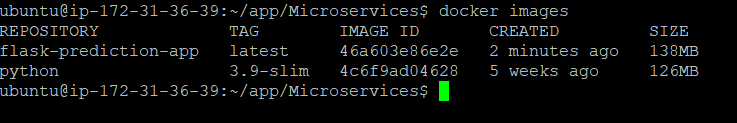 ubuntu@ip-172-31-36-39:~/app/Microservices$ docker images
REPOSITORY TAG IMAGE ID CREATED SIZE
flask-prediction-app latest 46a603e86e2e 2 minutes ago 138MB
python 3.9-slim 4c6f9ad04628 5 weeks ago 126MB
ubuntu@ip-172-31-36-39:~/app/Microservices$